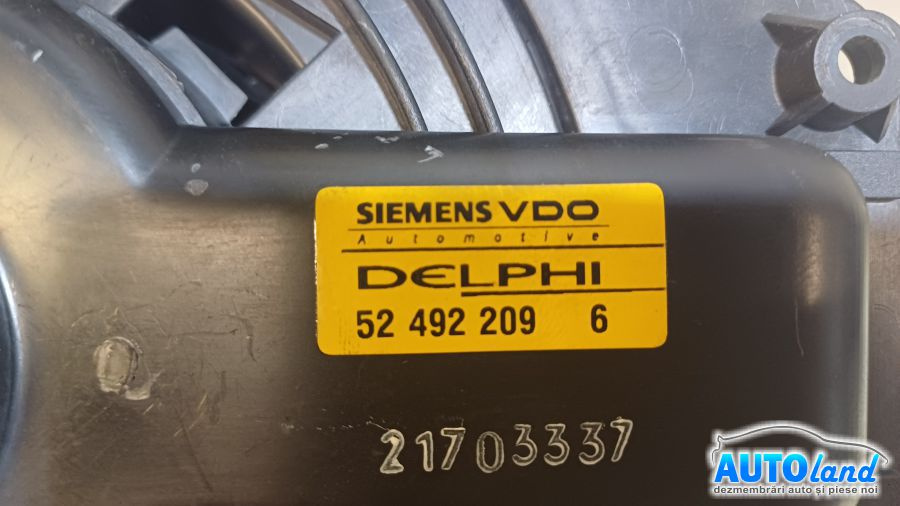 SIEMENS VDO
Automotive
DELPHI
52 492 209 6
21703337
AUTOland
dezmembrări auto și piese noi